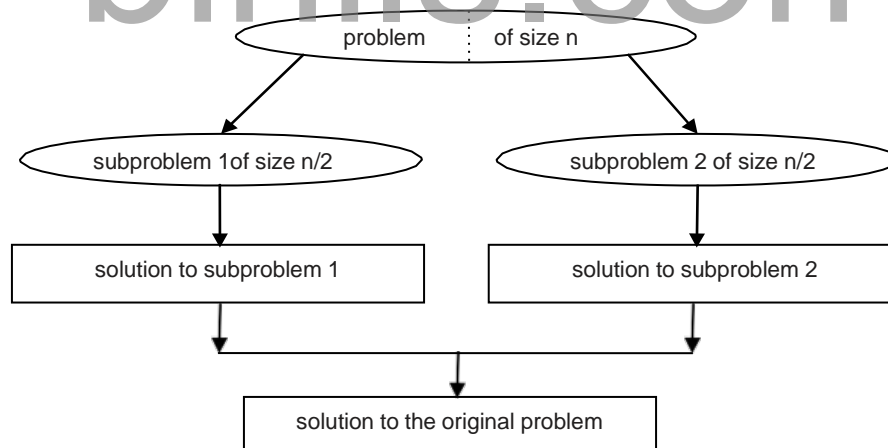 problem of size n
subproblem 1of size n/2 subproblem 2 of size n/2
solution to subproblem 1 solution to subproblem 2
solution to the original problem